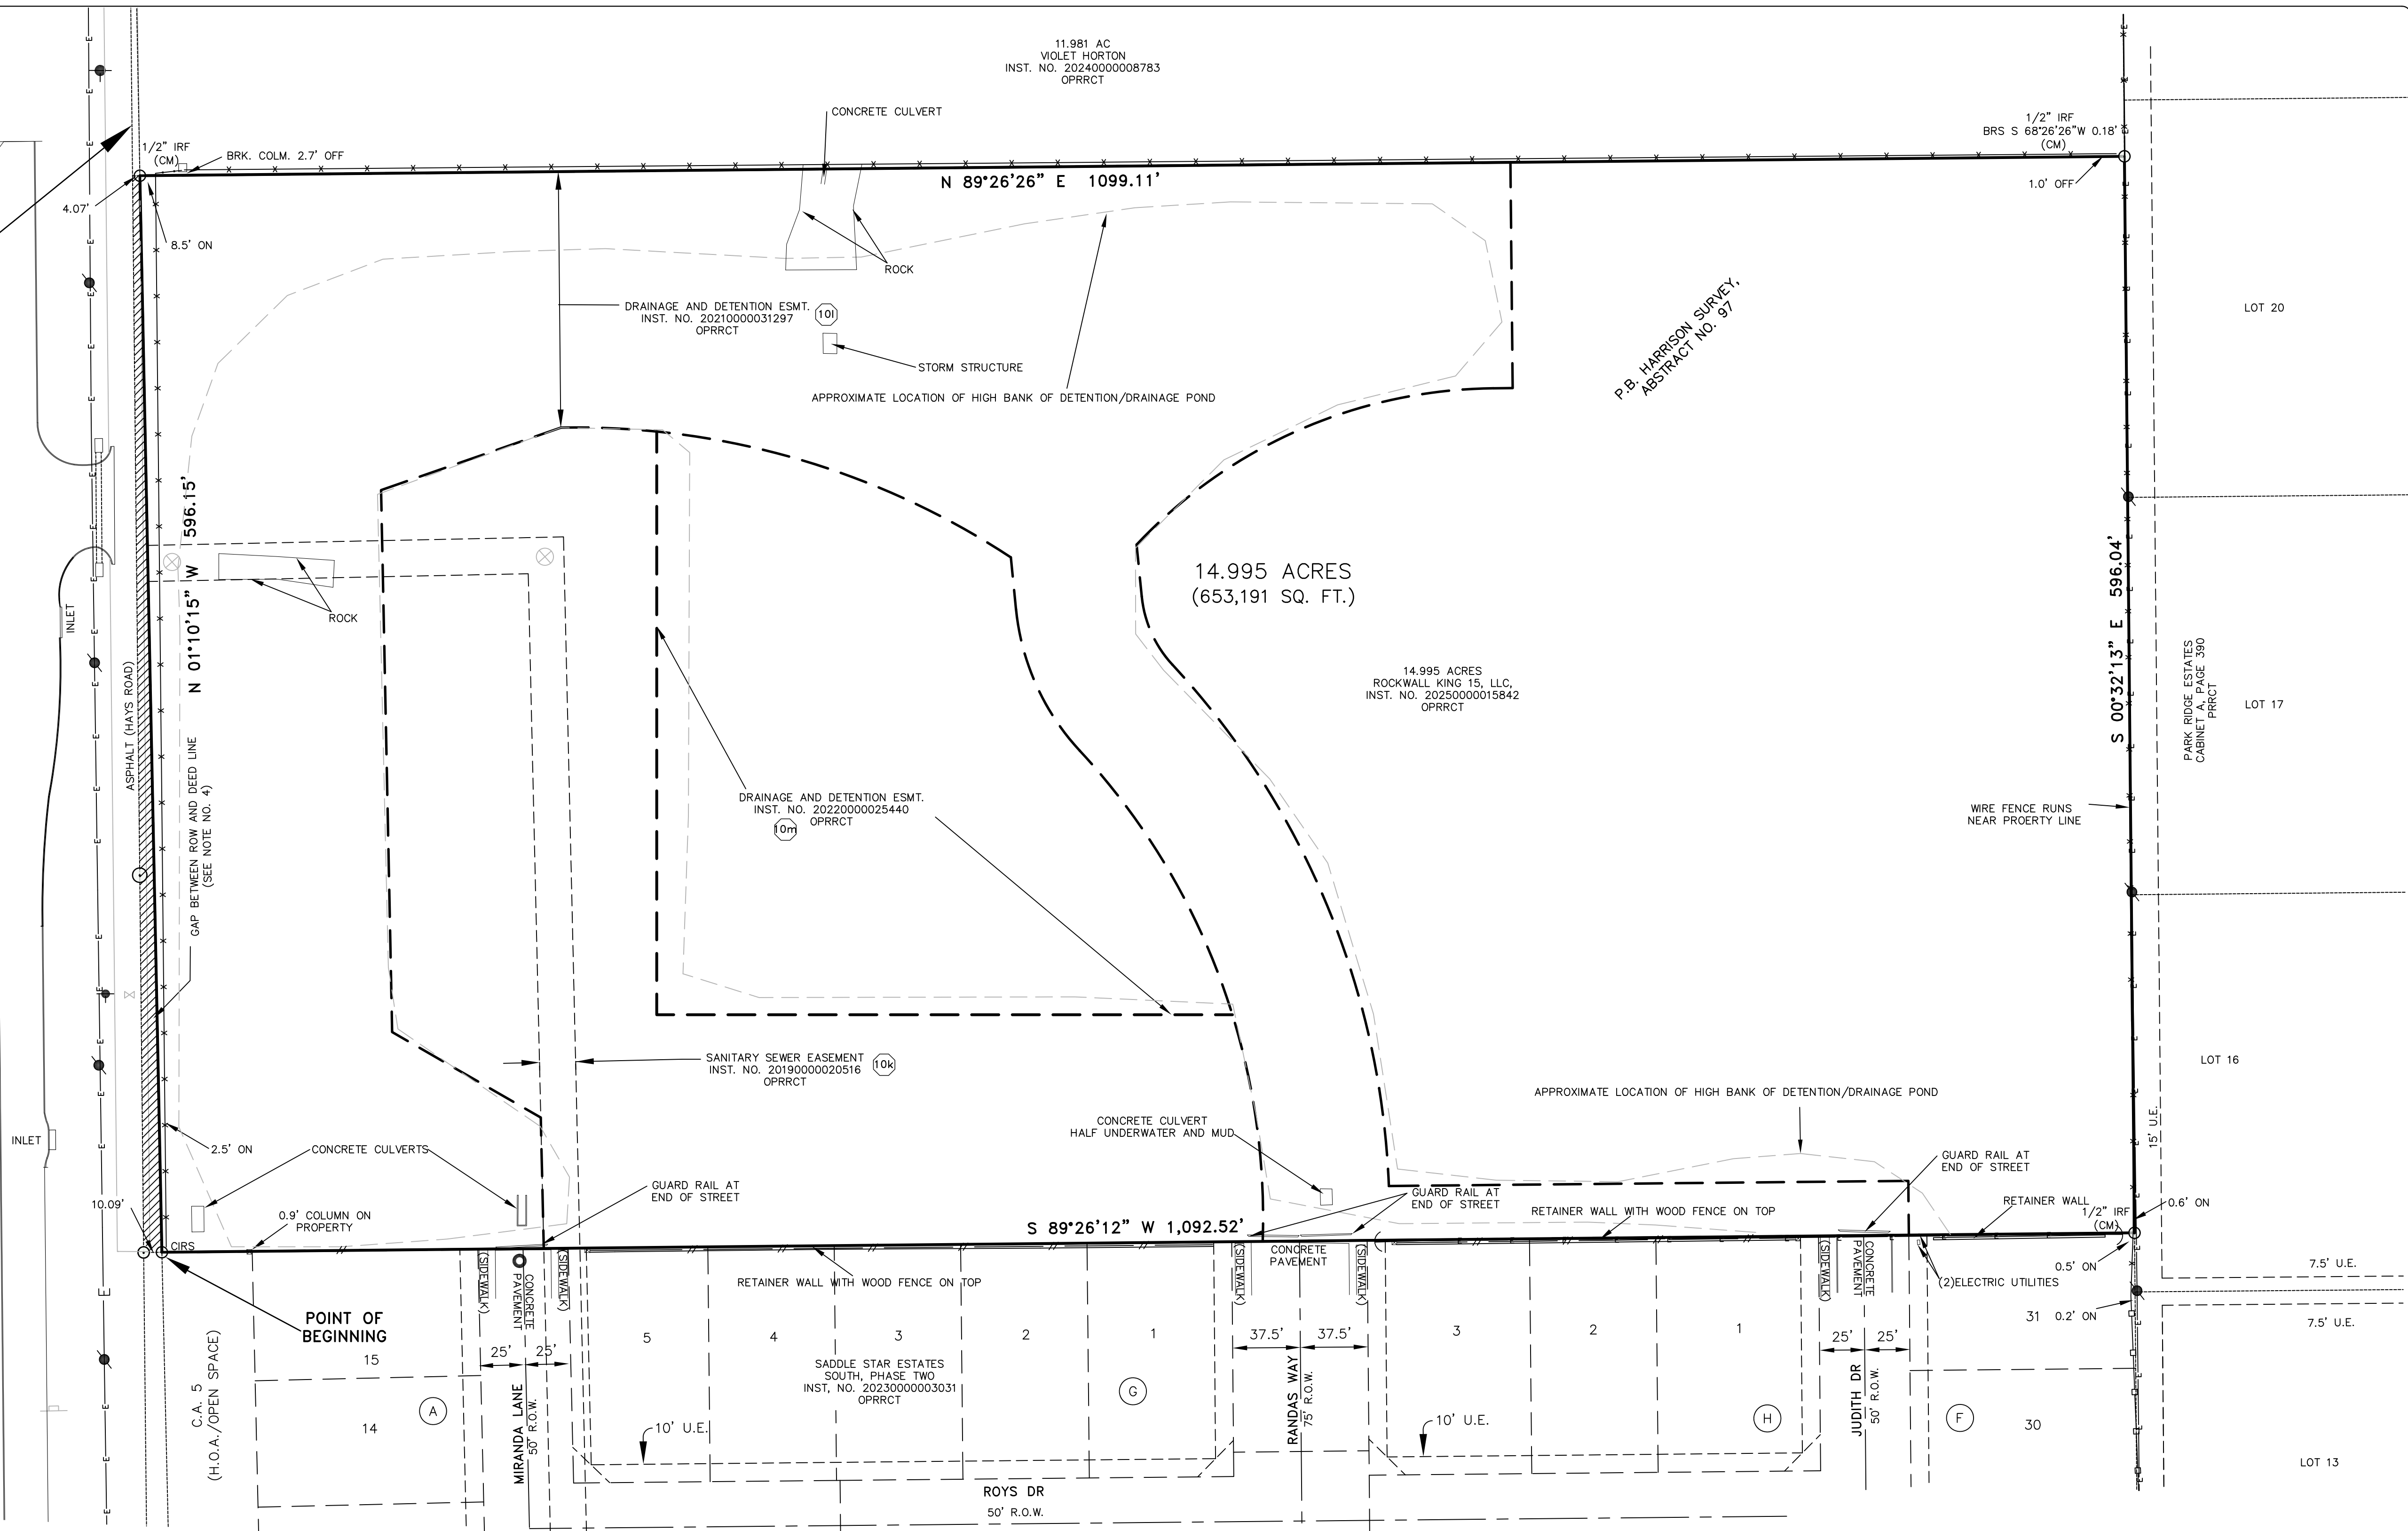 11.981 AC
VIOLET HORTON
INST. NO. 20240000008783
OPRRCT
CONCRETE CULVERT
1/2" IRF
(CM)
BRK. COLM. 2.7' OFF
1/2" IRF
BRS S 68°26'26"W 0.18'
(CM)
N 89°26'26" E 1099.11'
1.0' OFF
4.07'
8.5' ON
ROCK
DRAINAGE AND DETENTION ESMT.
INST. NO. 20210000031297
OPRRCT
10l
STORM STRUCTURE
APPROXIMATE LOCATION OF HIGH BANK OF DETENTION/DRAINAGE POND
P.B. HARRISON SURVEY,
ABSTRACT NO. 97
LOT 20
N 01°10'15" W 596.15'
ROCK
INLET
ASPHALT (HAYS ROAD)
GAP BETWEEN ROW AND DEED LINE
(SEE NOTE NO. 4)
14.995 ACRES
(653,191 SQ. FT.)
14.995 ACRES
ROCKWALL KING 15, LLC,
INST. NO. 20250000015842
OPRRCT
S 00°32'13" E 596.04'
PARK RIDGE ESTATES
CABINET A, PAGE 390
PRRCT
LOT 17
DRAINAGE AND DETENTION ESMT.
INST. NO. 20220000025440
OPRRCT
10m
WIRE FENCE RUNS
NEAR PROERTY LINE
SANITARY SEWER EASEMENT
INST. NO. 20190000020516
OPRRCT
10k
LOT 16
APPROXIMATE LOCATION OF HIGH BANK OF DETENTION/DRAINAGE POND
CONCRETE CULVERT
HALF UNDERWATER AND MUD
15' U.E.
INLET
2.5' ON
CONCRETE CULVERTS
GUARD RAIL AT
END OF STREET
GUARD RAIL AT
END OF STREET
GUARD RAIL AT
END OF STREET
10.09'
0.9' COLUMN ON
PROPERTY
RETAINER WALL
0.6' ON
RETAINER WALL WITH WOOD FENCE ON TOP
1/2" IRF
(CM)
S 89°26'12" W 1,092.52'
CIRS
CONCRETE
PAVEMENT
(SIDEWALK)
CONCRETE
PAVEMENT
(SIDEWALK)
(SIDEWALK)
(SIDEWALK)
(SIDEWALK)
CONCRETE
PAVEMENT
RETAINER WALL WITH WOOD FENCE ON TOP
(2)ELECTRIC UTILITIES
0.5' ON
7.5' U.E.
POINT OF
BEGINNING
0.2' ON
7.5' U.E.
C.A. 5
(H.O.A./OPEN SPACE)
15
14
A
25'
25'
MIRANDA LANE
50' R.O.W.
5
4
3
2
1
SADDLE STAR ESTATES
SOUTH, PHASE TWO
INST, NO. 20230000003031
OPRRCT
G
37.5'
37.5'
RANDAS WAY
75' R.O.W.
3
2
1
H
25'
25'
JUDITH DR
50' R.O.W.
F
31
30
10' U.E.
10' U.E.
LOT 13
ROYS DR
50' R.O.W.